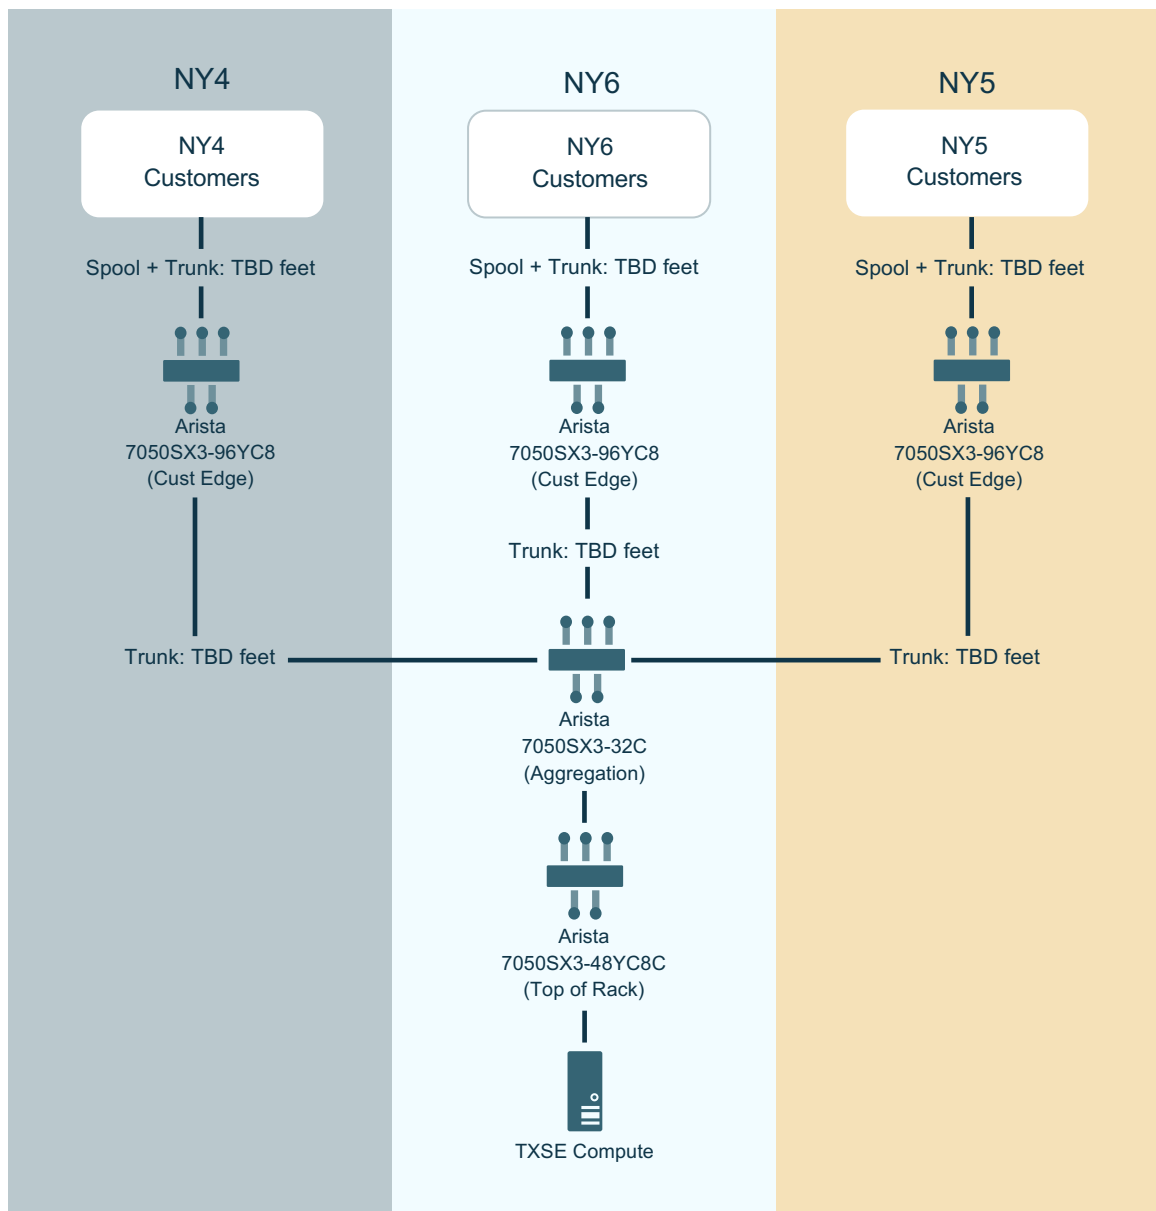 NY4
NY6
NY5
NY4
Customers
NY6
Customers
NY5
Customers
Spool + Trunk: TBD feet
Spool + Trunk: TBD feet
Spool + Trunk: TBD feet
Arista
7050SX3-96YC8
(Cust Edge)
Arista
7050SX3-96YC8
(Cust Edge)
Arista
7050SX3-96YC8
(Cust Edge)
Trunk: TBD feet
Trunk: TBD feet
Trunk: TBD feet
Arista
7050SX3-32C
(Aggregation)
Arista
7050SX3-48YC8C
(Top of Rack)
TXSE Compute